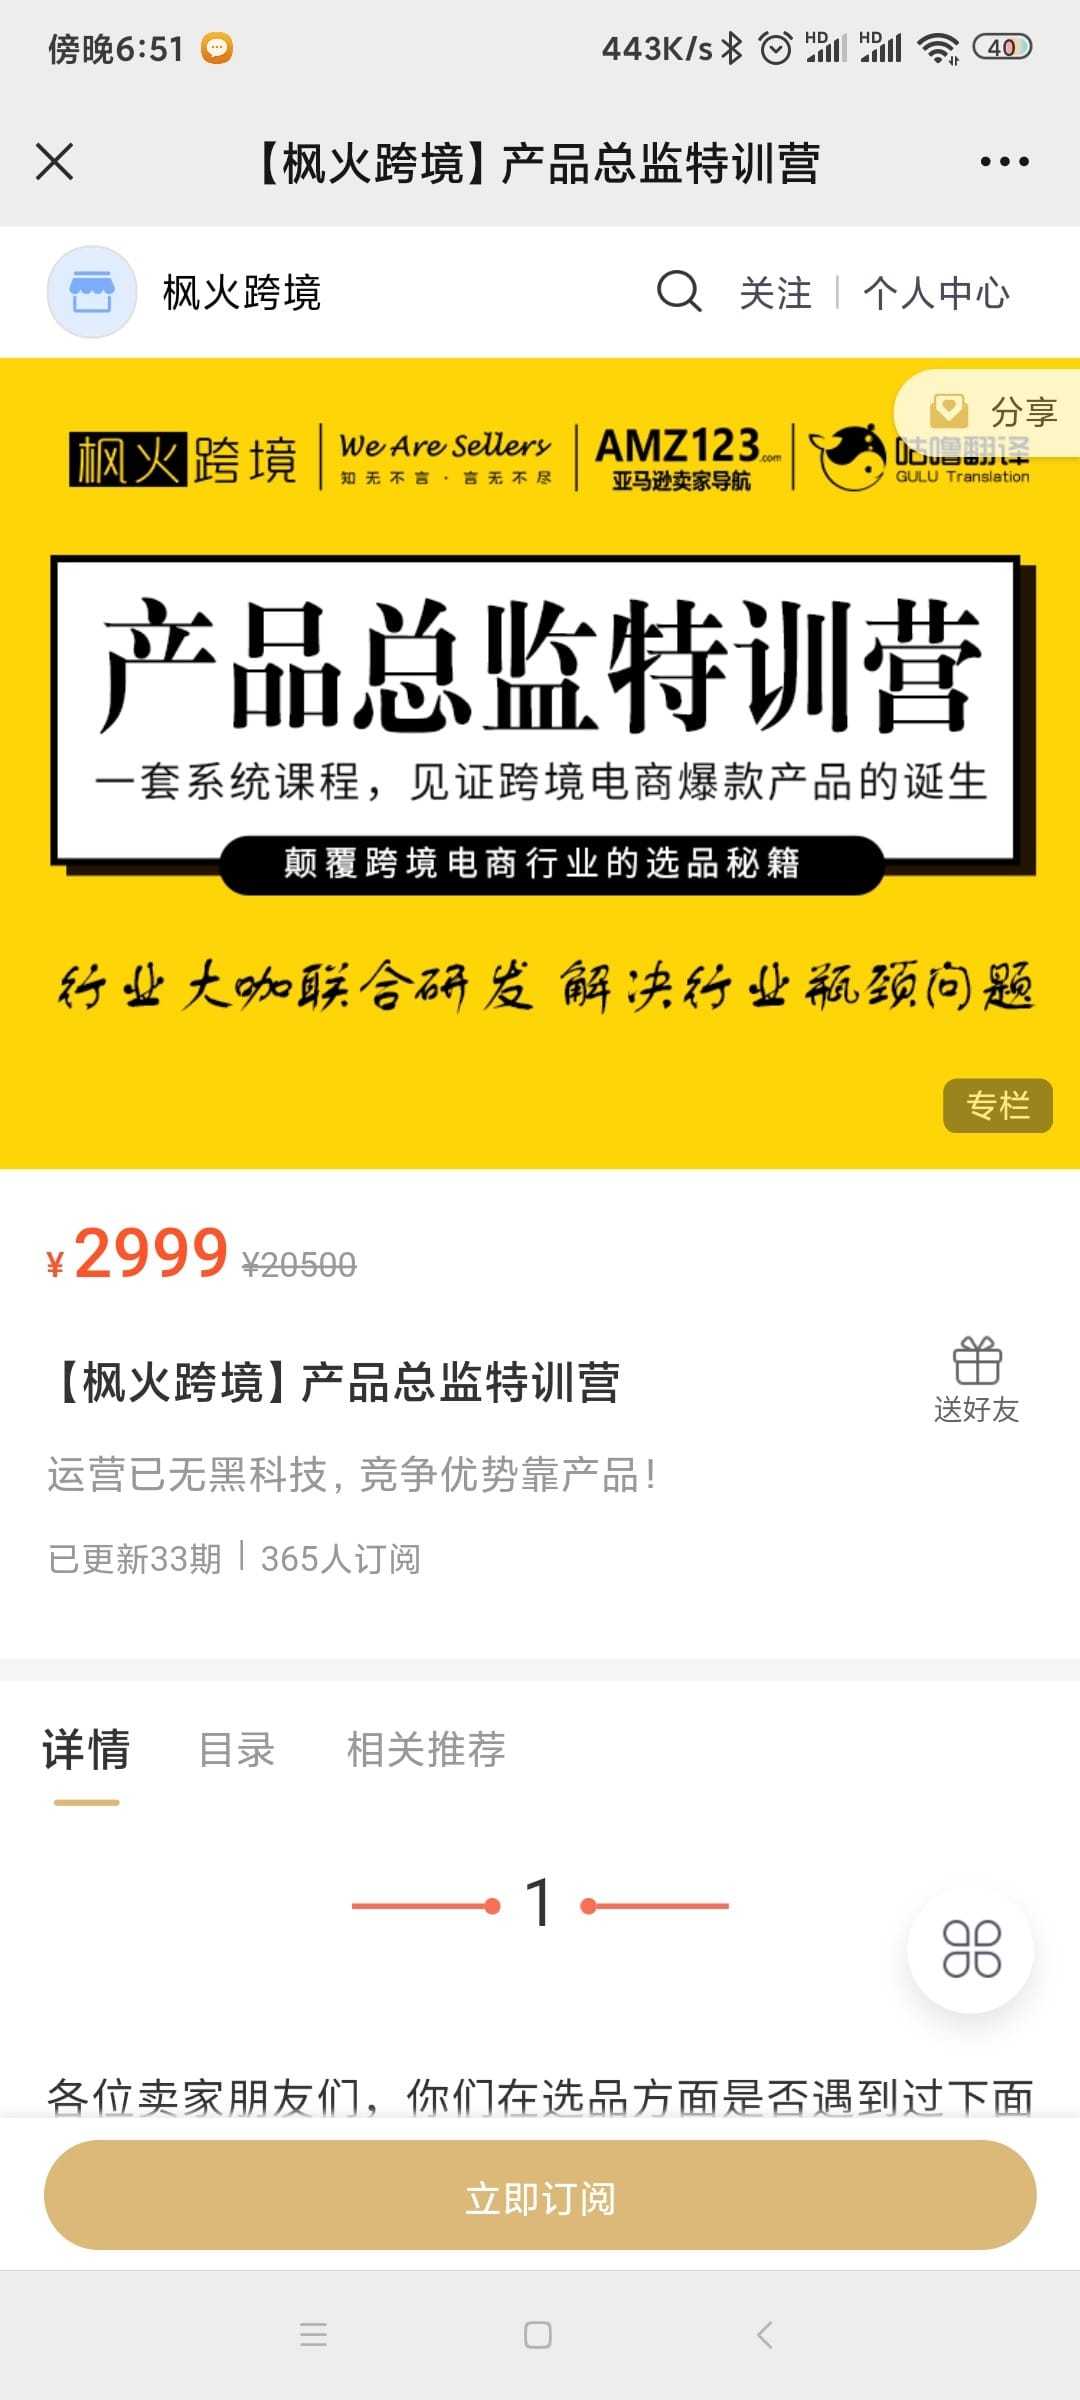 傍晚6:51
443K/s
HD
HD
40
【枫火跨境】产品总监特训营
枫火跨境
关注
个人中心
分享
枫火跨境
We Are Sellers
知无不言·言无不尽
AMZ123.com
亚马逊卖家导航
咕噜翻译
GULU Translation
产品总监特训营
一套系统课程，见证跨境电商爆款产品的诞生
颠覆跨境电商行业的选品秘籍
行业大咖联合研发 解决行业瓶颈问题
专栏
¥2999 ¥20500
【枫火跨境】产品总监特训营
送好友
运营已无黑科技, 竞争优势靠产品!
已更新33期 | 365人订阅
详情
目录
相关推荐
1
各位卖家朋友们，你们在选品方面是否遇到过下面
立即订阅